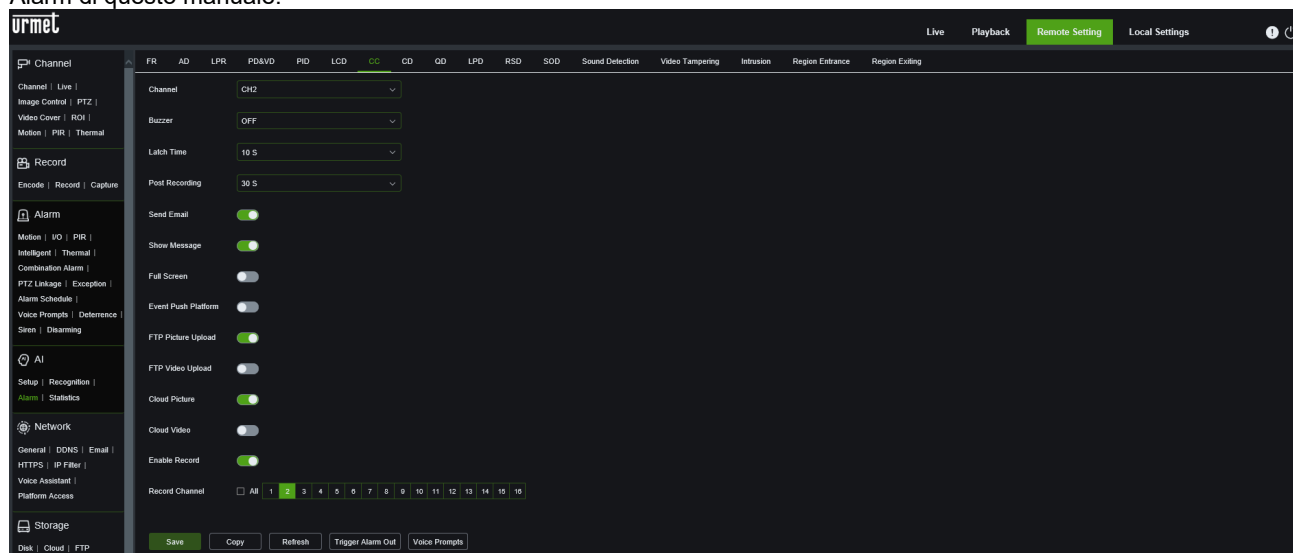 Alarm di questo manuale.
urmet
Live Playback Remote Setting Local Settings
Channel
Channel | Live |
Image Control | PTZ |
Video Cover | ROI |
Motion | PIR | Thermal
Record
Encode | Record | Capture
Alarm
Motion | I/O | PIR |
Intelligent | Thermal |
Combination Alarm |
PTZ Linkage | Exception |
Alarm Schedule |
Voice Prompts | Deterrence |
Siren | Disarming
AI
Setup | Recognition |
Alarm | Statistics
Network
General | DDNS | Email |
HTTPS | IP Filter |
Voice Assistant |
Platform Access
Storage
Disk | Cloud | FTP
FR AD LPR PD&VD PID LCD CC CD QD LPD RSD SOD Sound Detection Video Tampering Intrusion Region Entrance Region Exiting
Channel CH2
Buzzer OFF
Latch Time 10 S
Post Recording 30 S
Send Email
Show Message
Full Screen
Event Push Platform
FTP Picture Upload
FTP Video Upload
Cloud Picture
Cloud Video
Enable Record
Record Channel All 1 2 3 4 5 6 7 8 9 10 11 12 13 14 15 16
Save Copy Refresh Trigger Alarm Out Voice Prompts